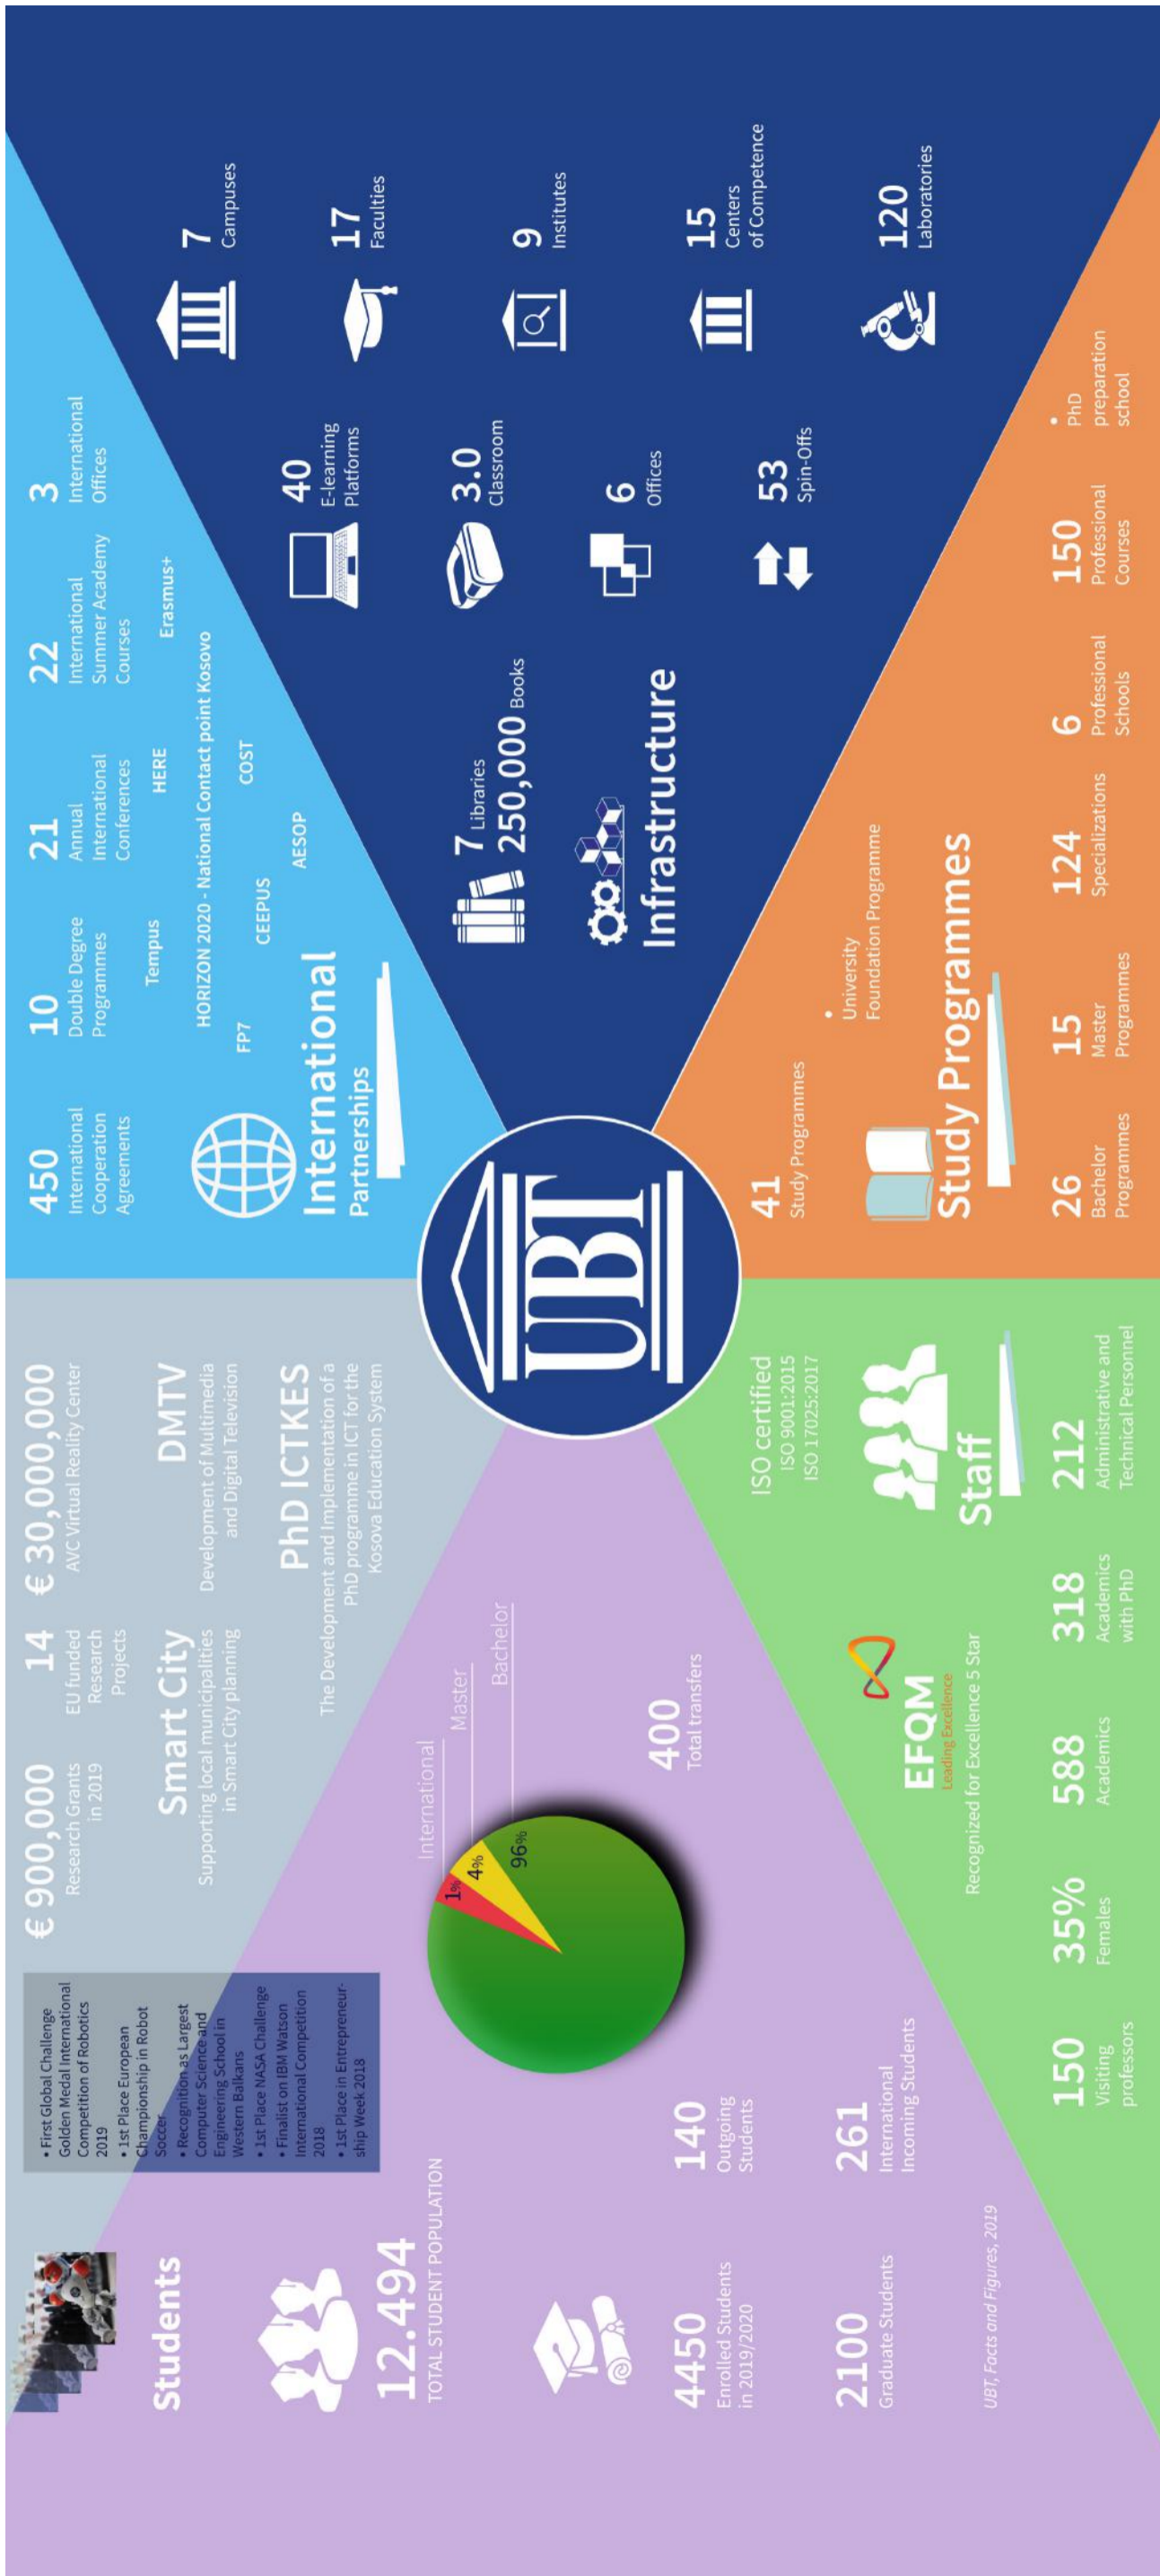 • First Global Challenge
Golden Medal International
Competition of Robotics
2019
• 1st Place European
Championship in Robot
Soccer
• Recognition as Largest
Computer Science and
Engineering School in
Western Balkans
• 1st Place NASA Challenge
• Finalist on IBM Watson
International Competition
2018
• 1st Place in Entrepreneur-
ship Week 2018
Students
12.494
TOTAL STUDENT POPULATION
4450
Enrolled Students
in 2019/2020
140
Outgoing
Students
400
Total transfers
2100
Graduate Students
261
International
Incoming Students
International
Master
Bachelor
1%
4%
96%
UBT, Facts and Figures, 2019
€ 900,000
Research Grants
in 2019
14
EU funded
Research
Projects
€ 30,000,000
AVC Virtual Reality Center
Smart City
Supporting local municipalities
in Smart City planning
DMTV
Development of Multimedia
and Digital Television
PhD ICTKES
The Development and Implementation of a
PhD programme in ICT for the
Kosova Education System
450
International
Cooperation
Agreements
10
Double Degree
Programmes
21
Annual
International
Conferences
22
International
Summer Academy
Courses
3
International
Offices
Tempus
HERE
Erasmus+
HORIZON 2020 - National Contact point Kosovo
FP7
CEEPUS
COST
AESOP
International
Partnerships
UBT
7
Campuses
17
Faculties
9
Institutes
15
Centers
of Competence
120
Laboratories
40
E-learning
Platforms
3.0
Classroom
6
Offices
53
Spin-Offs
7 Libraries
250,000 Books
Infrastructure
ISO certified
ISO 9001:2015
ISO 17025:2017
EFQM
Leading Excellence
Recognized for Excellence 5 Star
Staff
150
Visiting
professors
35%
Females
588
Academics
318
Academics
with PhD
212
Administrative and
Technical Personnel
41
Study Programmes
• University
Foundation Programme
Study Programmes
26
Bachelor
Programmes
15
Master
Programmes
124
Specializations
6
Professional
Schools
150
Professional
Courses
• PhD
preparation
school